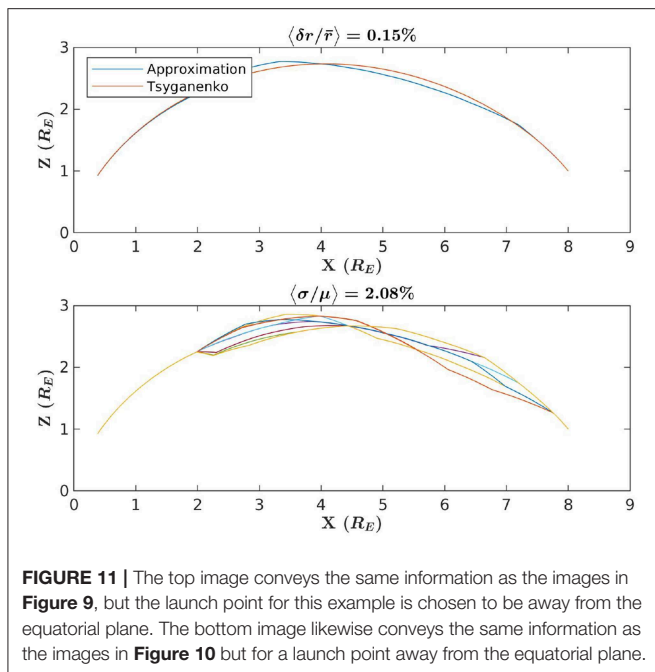 ⟨δr/r̄⟩ = 0.15%
3
2
1
0
Z (R_E)
Approximation
Tsyganenko
0 1 2 3 4 5 6 7 8 9
X (R_E)
⟨σ/μ⟩ = 2.08%
3
2
1
0
Z (R_E)
0 1 2 3 4 5 6 7 8 9
X (R_E)
FIGURE 11 | The top image conveys the same information as the images in
Figure 9, but the launch point for this example is chosen to be away from the
equatorial plane. The bottom image likewise conveys the same information as
the images in Figure 10 but for a launch point away from the equatorial plane.